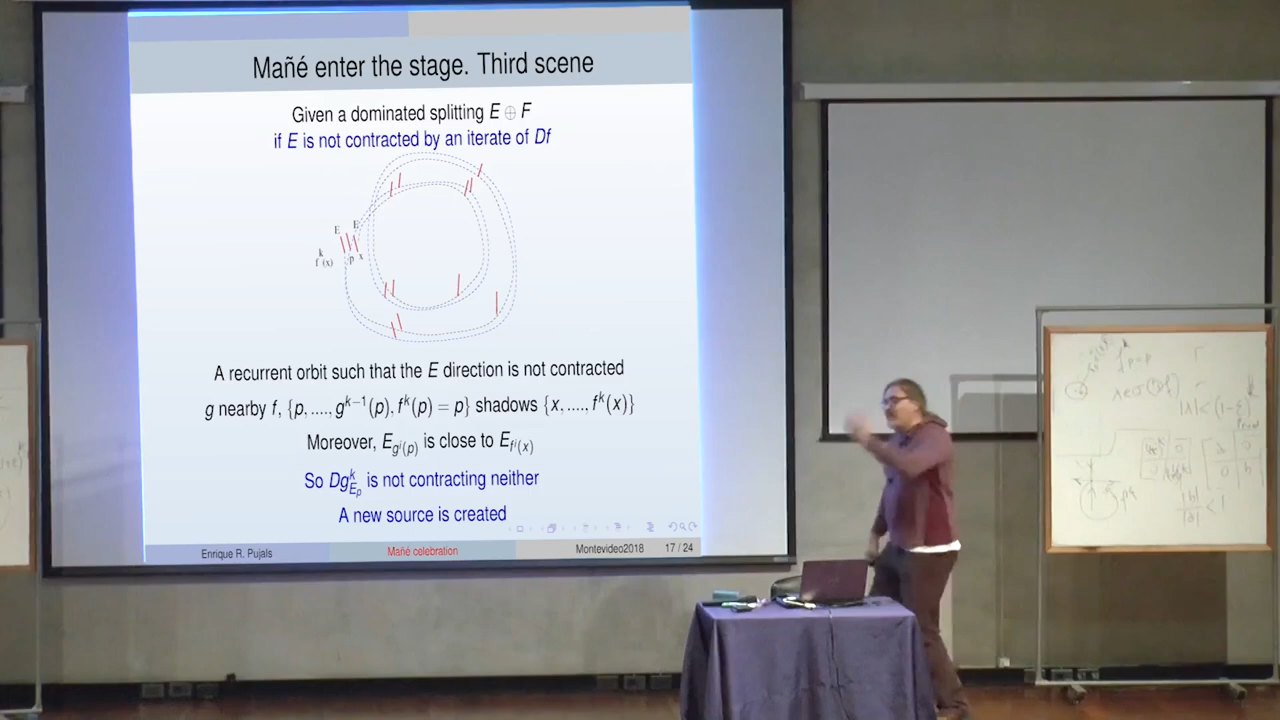 Mañé enter the stage. Third scene
Given a dominated splitting E ⊕ F
if E is not contracted by an iterate of Df
E E
f^k(x) p x
A recurrent orbit such that the E direction is not contracted
g nearby f, {p, ...., g^{k−1}(p), f^k(p) = p} shadows {x, ...., f^k(x)}
Moreover, E_{g^i(p)} is close to E_{f^i(x)}
So Dg^k_{E_p} is not contracting neither
A new source is created
Enrique R. Pujals Mañé celebration Montevideo2018 17 / 24